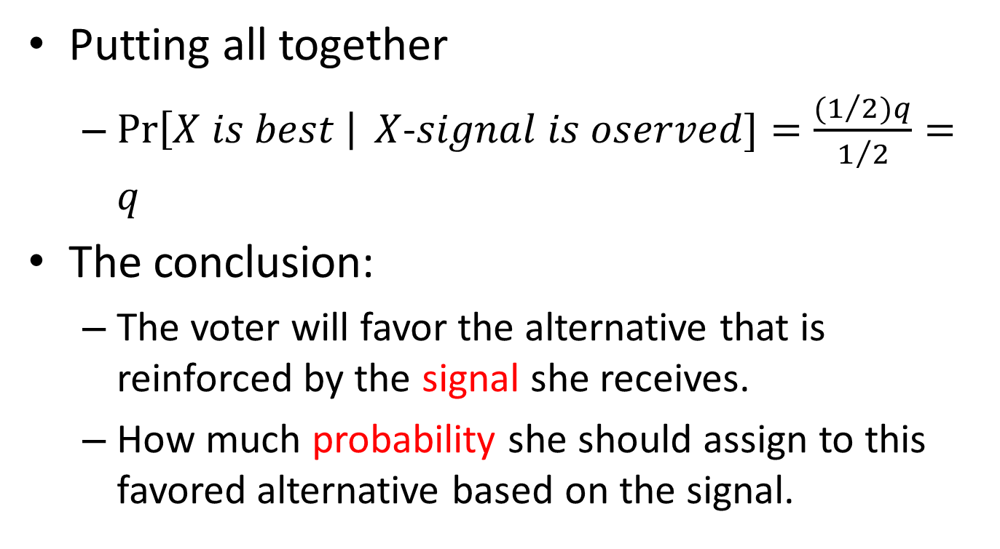 • Putting all together
– Pr[X is best | X-signal is oserved] = (1/2)q / 1/2 =
q
• The conclusion:
– The voter will favor the alternative that is
reinforced by the signal she receives.
– How much probability she should assign to this
favored alternative based on the signal.